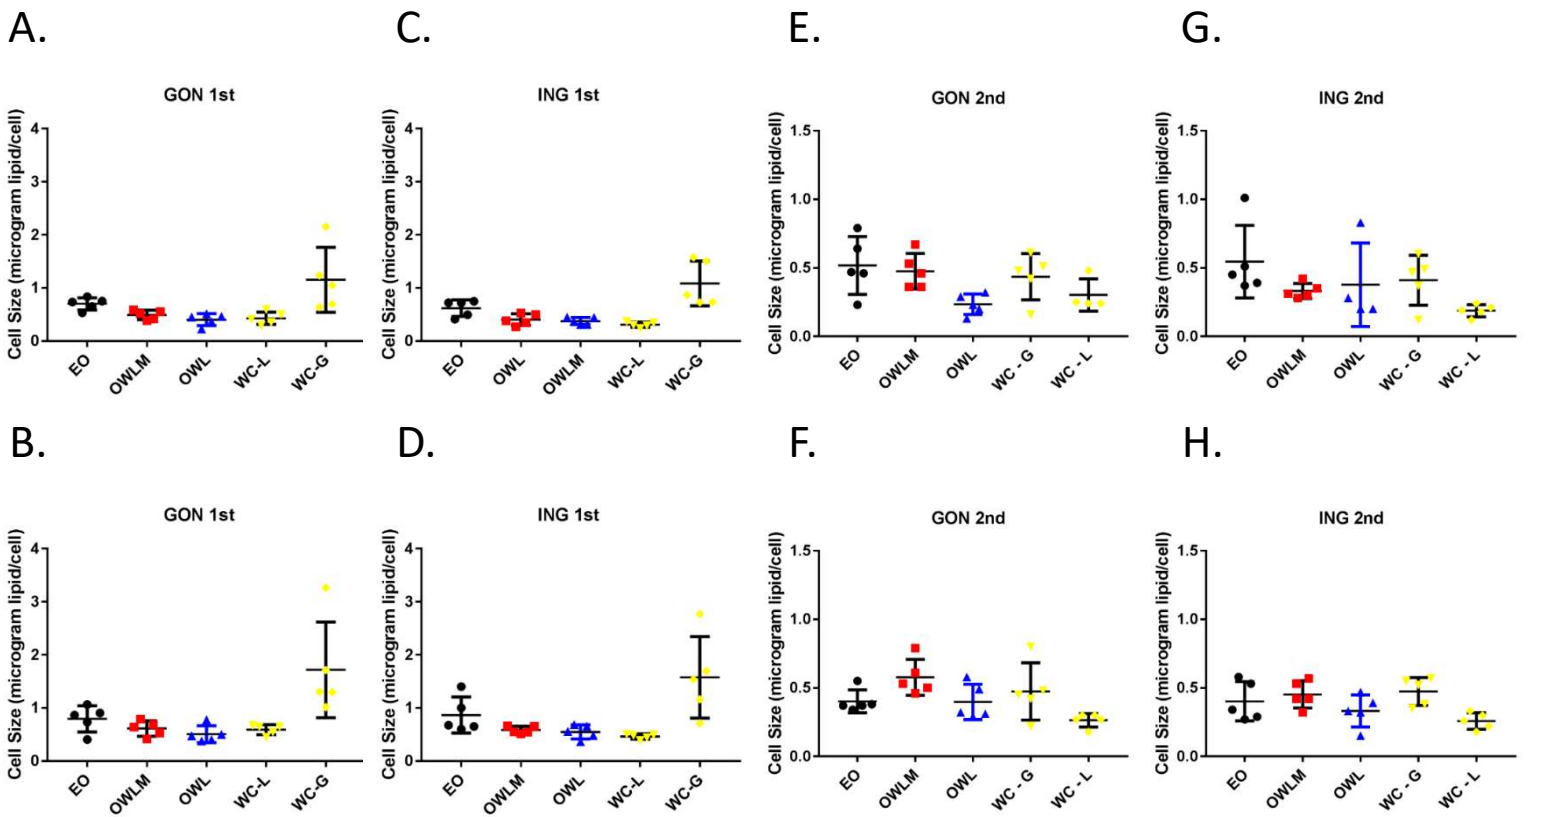 A.
GON 1st
Cell Size (microgram lipid/cell)
4
3
2
1
0
EO
OWLM
OWL
WC-L
WC-G
C.
ING 1st
Cell Size (microgram lipid/cell)
4
3
2
1
0
EO
OWL
OWLM
WC-L
WC-G
E.
GON 2nd
Cell Size (microgram lipid/cell)
1.5
1.0
0.5
0.0
EO
OWLM
OWL
WC - G
WC - L
G.
ING 2nd
Cell Size (microgram lipid/cell)
1.5
1.0
0.5
0.0
EO
OWLM
OWL
WC - G
WC - L
B.
GON 1st
Cell Size (microgram lipid/cell)
4
3
2
1
0
EO
OWLM
OWL
WC-L
WC-G
D.
ING 1st
Cell Size (microgram lipid/cell)
4
3
2
1
0
EO
OWLM
OWL
WC-L
WC-G
F.
GON 2nd
Cell Size (microgram lipid/cell)
1.5
1.0
0.5
0.0
EO
OWLM
OWL
WC - G
WC - L
H.
ING 2nd
Cell Size (microgram lipid/cell)
1.5
1.0
0.5
0.0
EO
OWLM
OWL
WC - G
WC - L